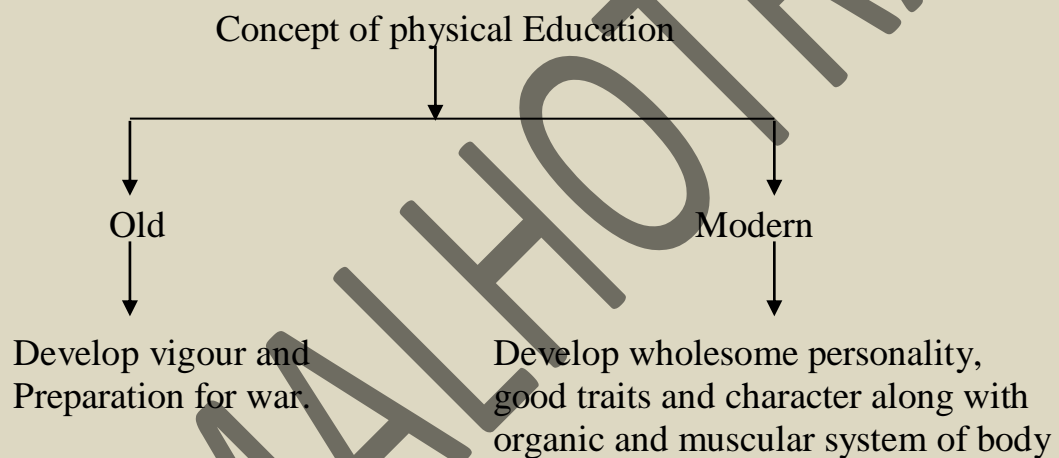 Concept of physical Education
Old
Modern
Develop vigour and
Preparation for war.
Develop wholesome personality,
good traits and character along with
organic and muscular system of body
MALHOTRA